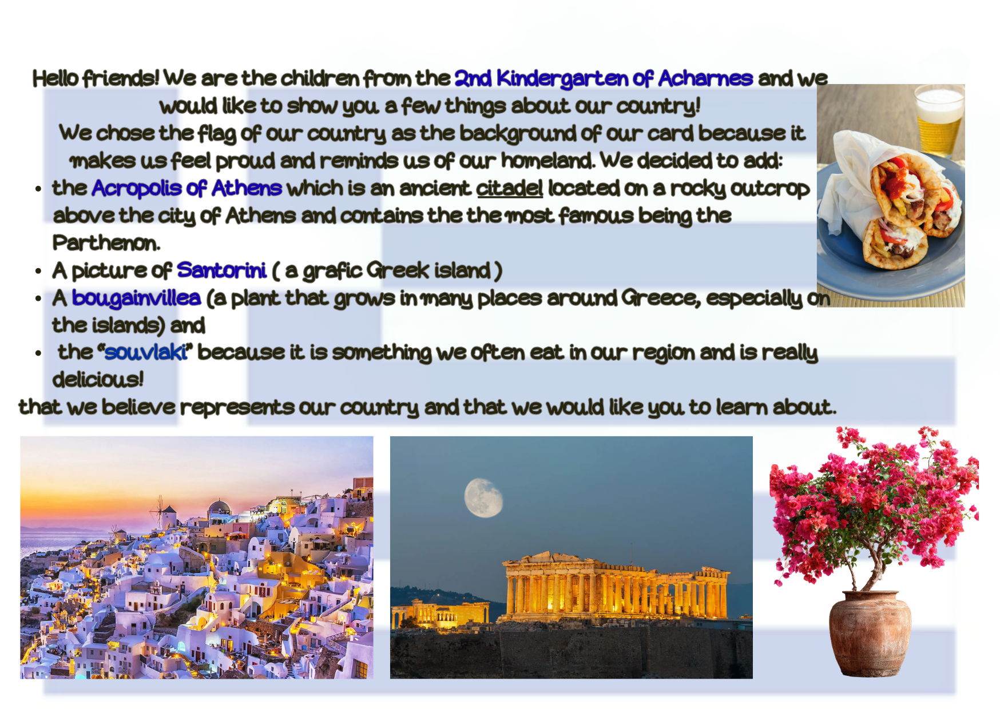 Hello friends! We are the children from the 2nd Kindergarten of Acharnes and we
would like to show you a few things about our country!
We chose the flag of our country as the background of our card because it
makes us feel proud and reminds us of our homeland. We decided to add:
• the Acropolis of Athens which is an ancient citadel located on a rocky outcrop
above the city of Athens and contains the the most famous being the
Parthenon.
• A picture of Santorini ( a grafic Greek island )
• A bougainvillea (a plant that grows in many places around Greece, especially on
the islands) and
• the “souvlaki” because it is something we often eat in our region and is really
delicious!
that we believe represents our country and that we would like you to learn about.